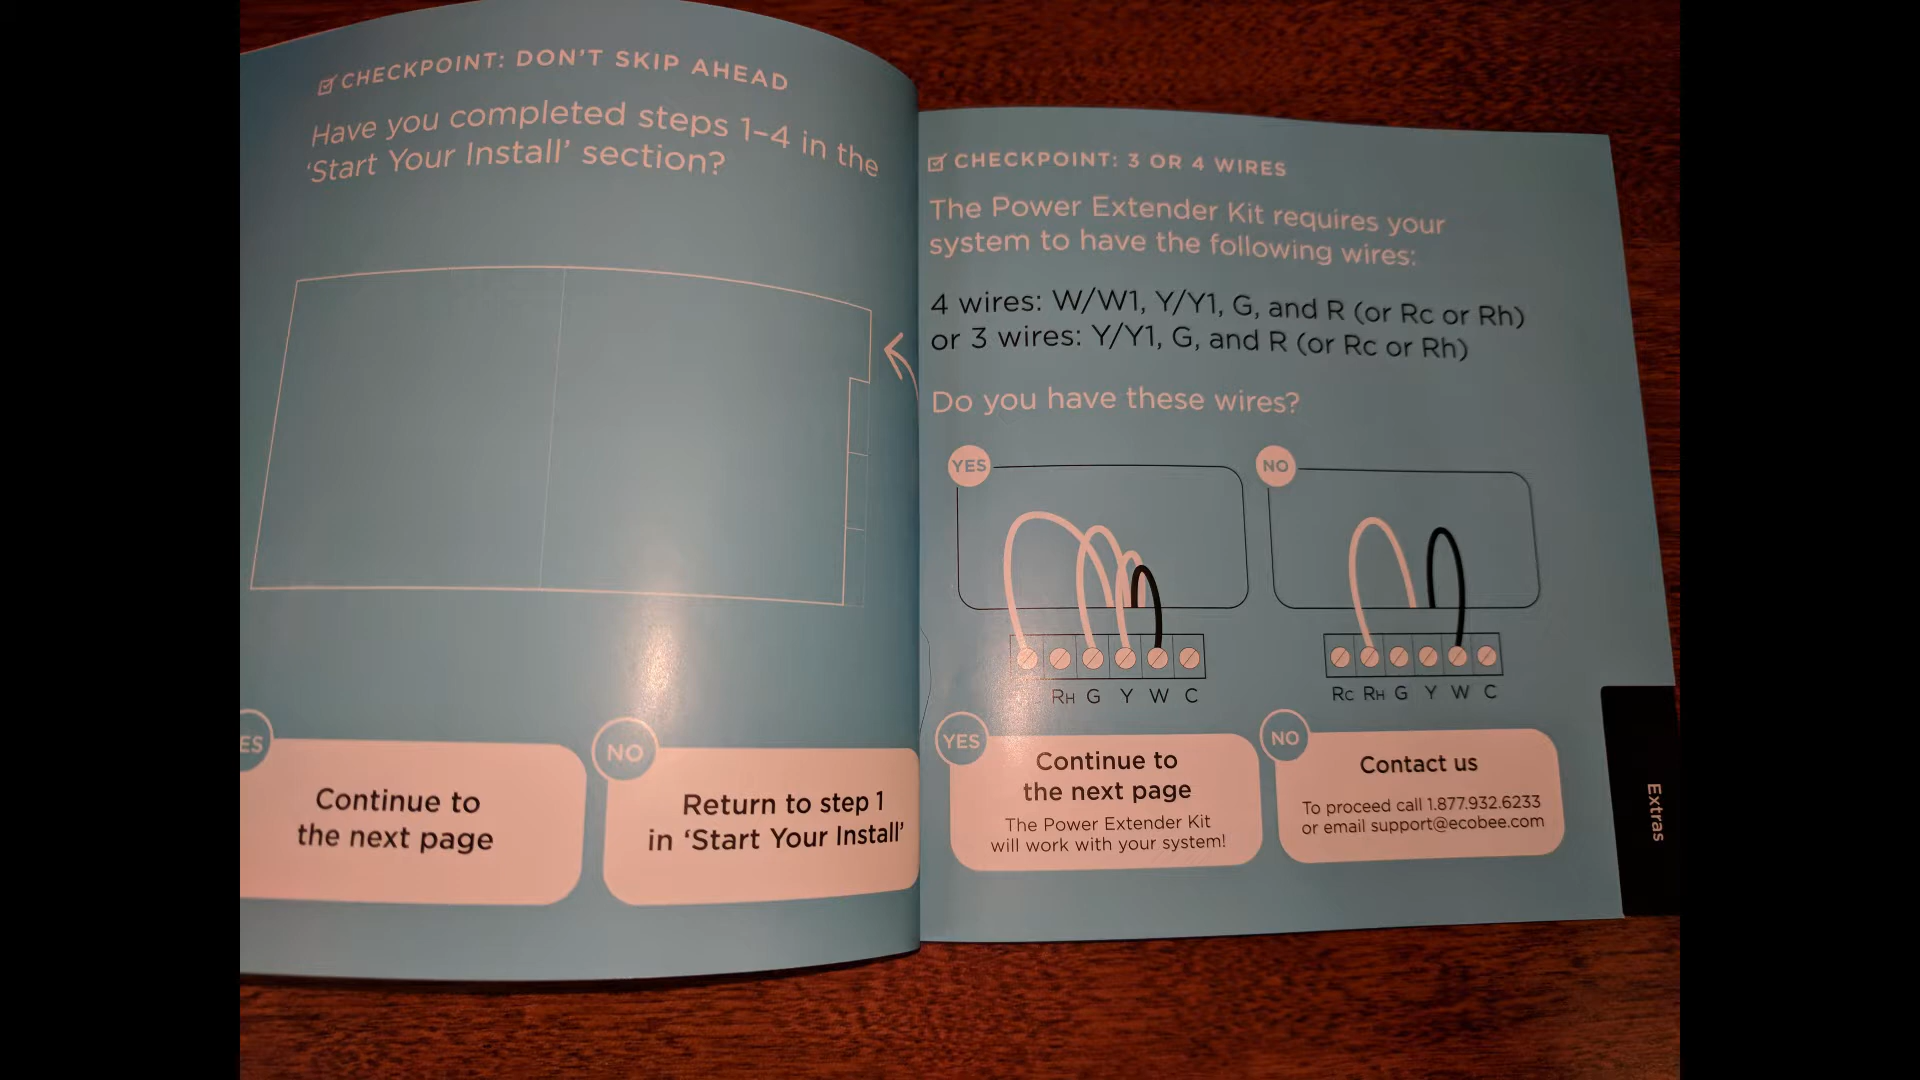 CHECKPOINT: DON'T SKIP AHEAD
Have you completed steps 1–4 in the
'Start Your Install' section?
ES
Continue to
the next page
NO
Return to step 1
in 'Start Your Install'
CHECKPOINT: 3 OR 4 WIRES
The Power Extender Kit requires your
system to have the following wires:
4 wires: W/W1, Y/Y1, G, and R (or Rc or Rh)
or 3 wires: Y/Y1, G, and R (or Rc or Rh)
Do you have these wires?
YES
RH G Y W C
NO
RC RH G Y W C
YES
Continue to
the next page
The Power Extender Kit
will work with your system!
NO
Contact us
To proceed call 1.877.932.6233
or email support@ecobee.com
Extras